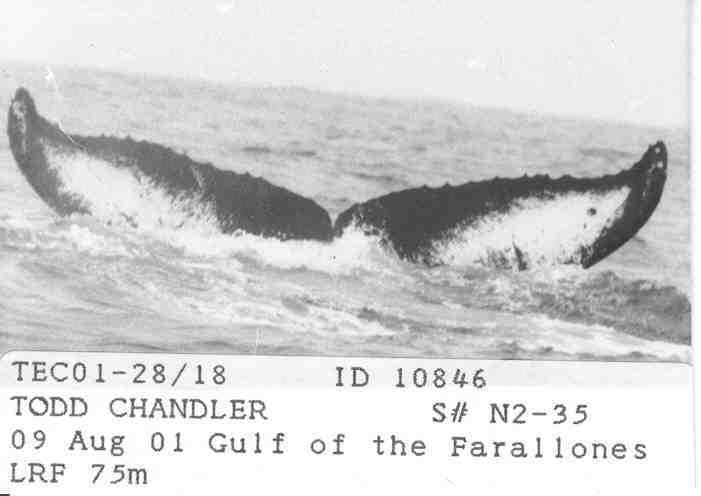 TEC01-28/18 ID 10846
TODD CHANDLER S# N2-35
09 Aug 01 Gulf of the Farallones
LRF 75m